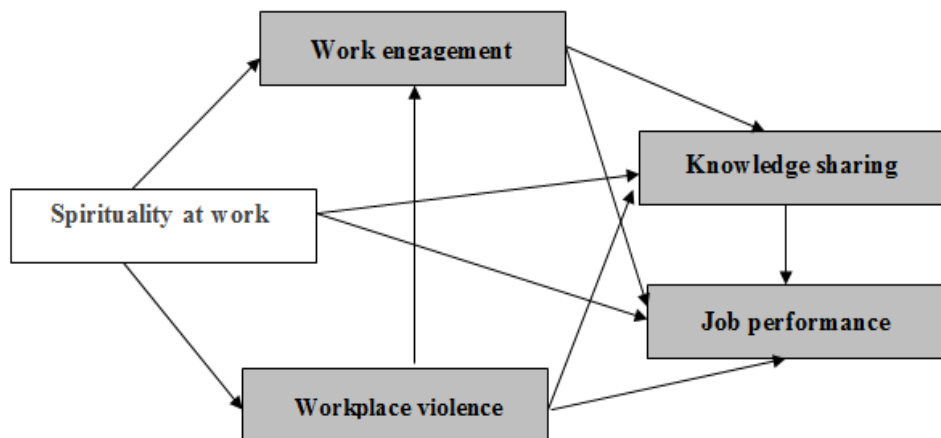 Work engagement
Knowledge sharing
Spirituality at work
Job performance
Workplace violence